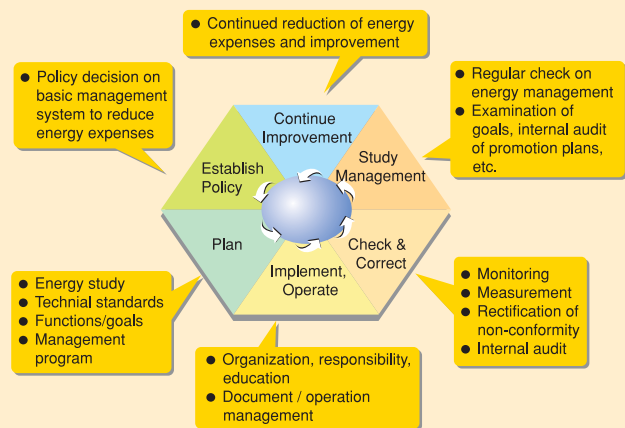 ● Continued reduction of energy
expenses and improvement
● Policy decision on
basic management
system to reduce
energy expenses
● Regular check on
energy management
● Examination of
goals, internal audit
of promotion plans,
etc.
Continue
Improvement
Establish
Policy
Study
Management
Plan
Check &
Correct
Implement,
Operate
● Energy study
● Technial standards
● Functions/goals
● Management
program
● Monitoring
● Measurement
● Rectification of
non-conformity
● Internal audit
● Organization, responsibility,
education
● Document / operation
management